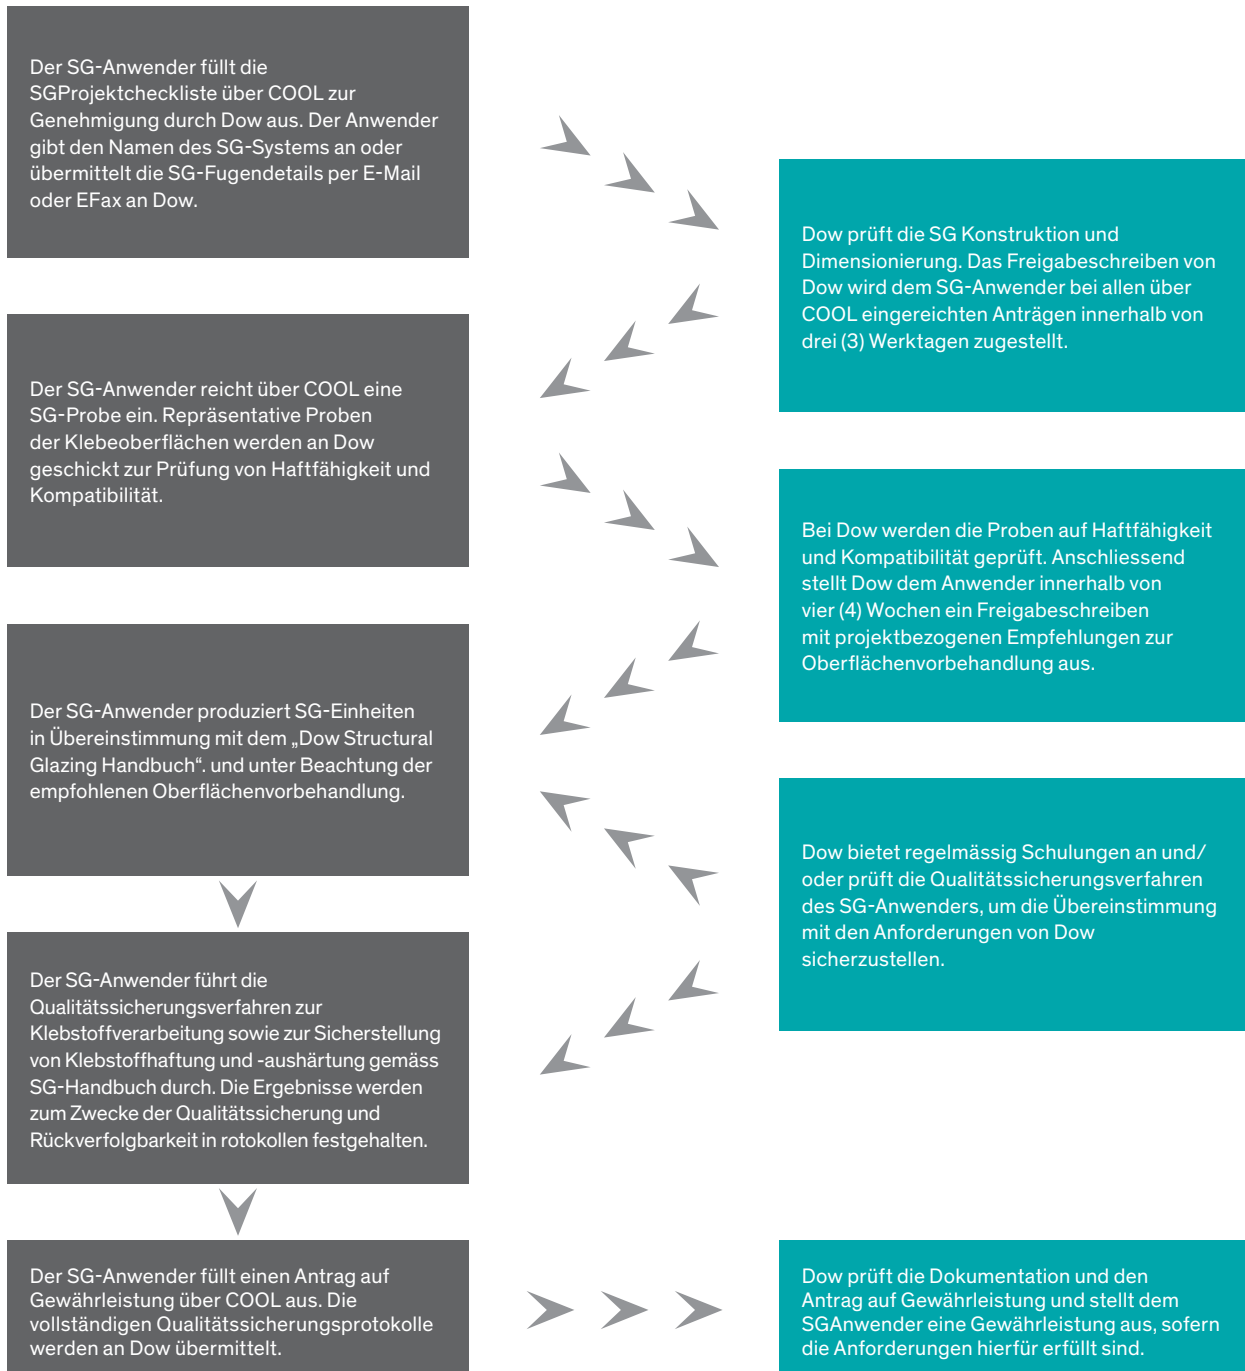 Der SG-Anwender füllt die
SGProjektcheckliste über COOL zur
Genehmigung durch Dow aus. Der Anwender
gibt den Namen des SG-Systems an oder
übermittelt die SG-Fugendetails per E-Mail
oder EFax an Dow.
Dow prüft die SG Konstruktion und
Dimensionierung. Das Freigabeschreiben von
Dow wird dem SG-Anwender bei allen über
COOL eingereichten Anträgen innerhalb von
drei (3) Werktagen zugestellt.
Der SG-Anwender reicht über COOL eine
SG-Probe ein. Repräsentative Proben
der Klebeoberflächen werden an Dow
geschickt zur Prüfung von Haftfähigkeit und
Kompatibilität.
Bei Dow werden die Proben auf Haftfähigkeit
und Kompatibilität geprüft. Anschliessend
stellt Dow dem Anwender innerhalb von
vier (4) Wochen ein Freigabeschreiben
mit projektbezogenen Empfehlungen zur
Oberflächenvorbehandlung aus.
Der SG-Anwender produziert SG-Einheiten
in Übereinstimmung mit dem „Dow Structural
Glazing Handbuch“. und unter Beachtung der
empfohlenen Oberflächenvorbehandlung.
Dow bietet regelmässig Schulungen an und/
oder prüft die Qualitätssicherungsverfahren
des SG-Anwenders, um die Übereinstimmung
mit den Anforderungen von Dow
sicherzustellen.
Der SG-Anwender führt die
Qualitätssicherungsverfahren zur
Klebstoffverarbeitung sowie zur Sicherstellung
von Klebstoffhaftung und -aushärtung gemäss
SG-Handbuch durch. Die Ergebnisse werden
zum Zwecke der Qualitätssicherung und
Rückverfolgbarkeit in rotokollen festgehalten.
Der SG-Anwender füllt einen Antrag auf
Gewährleistung über COOL aus. Die
vollständigen Qualitätssicherungsprotokolle
werden an Dow übermittelt.
Dow prüft die Dokumentation und den
Antrag auf Gewährleistung und stellt dem
SGAnwender eine Gewährleistung aus, sofern
die Anforderungen hierfür erfüllt sind.